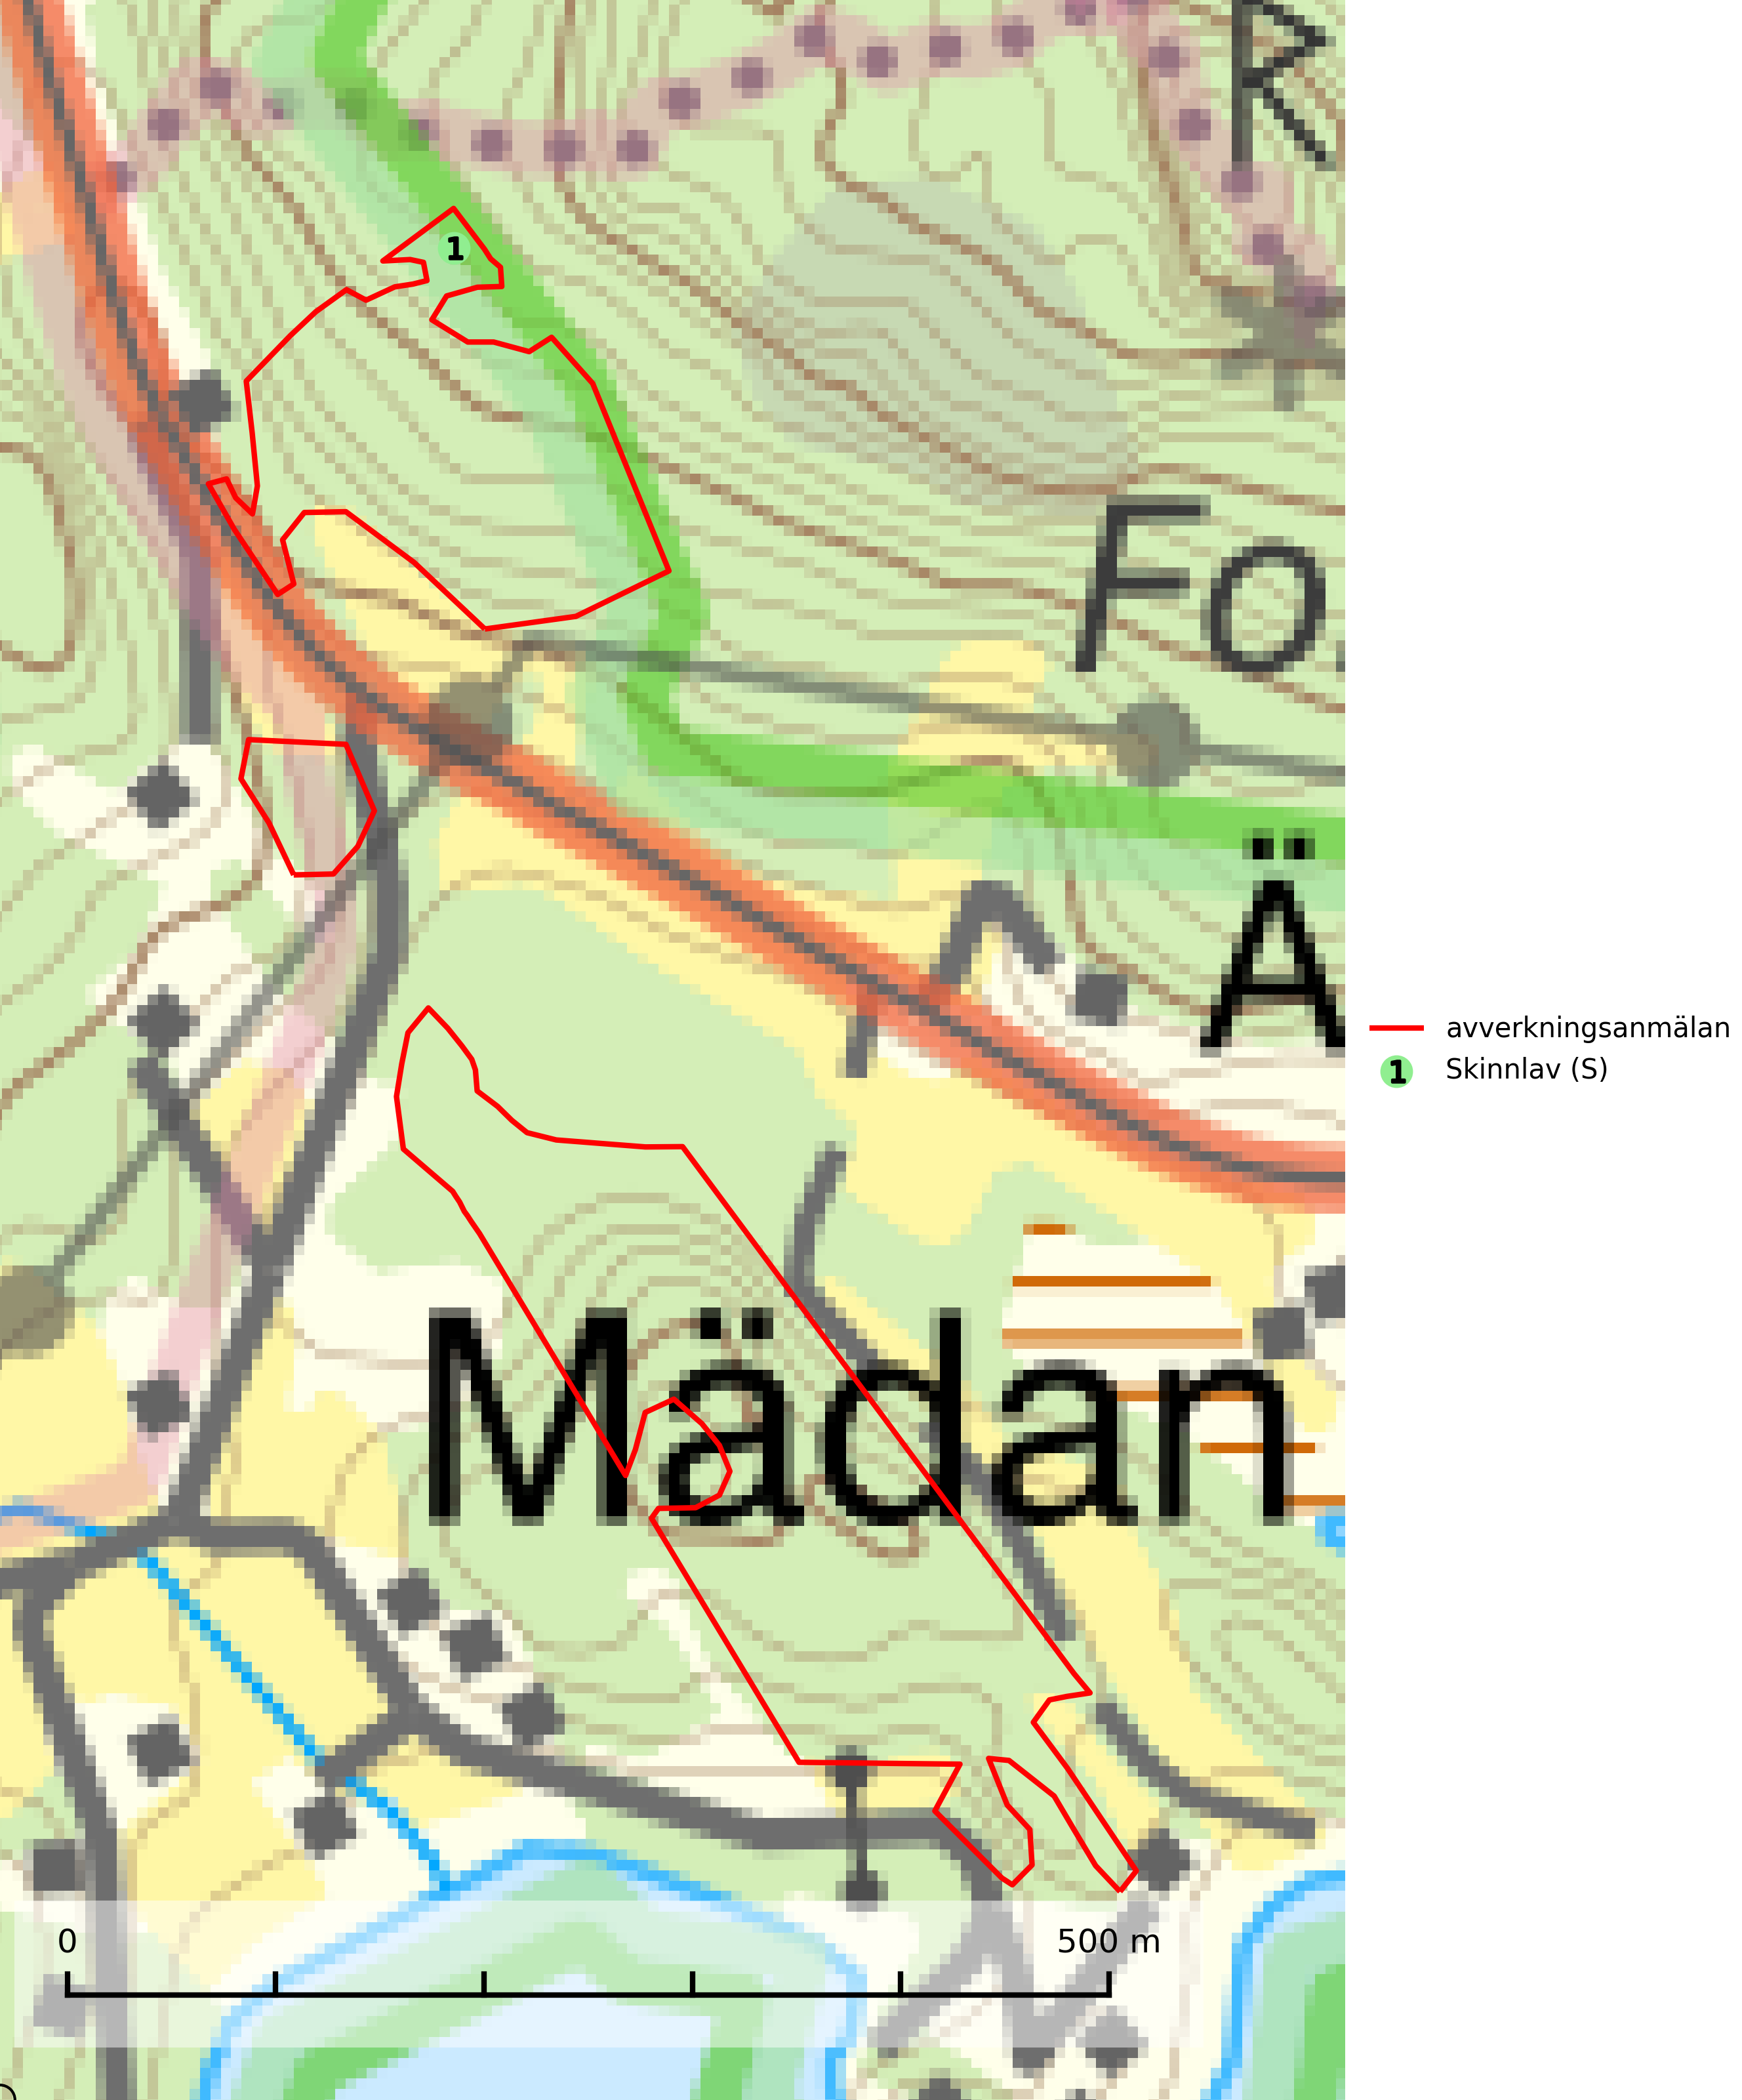 R
1
Fo
Ä
avverkningsanmälan
1 Skinnlav (S)
Mädan
0 500 m